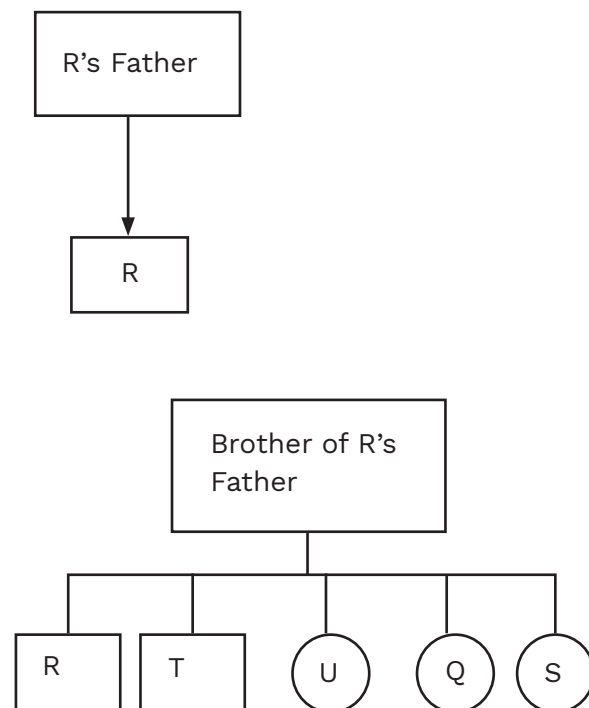 R’s Father
R
Brother of R’s
Father
R T U Q S